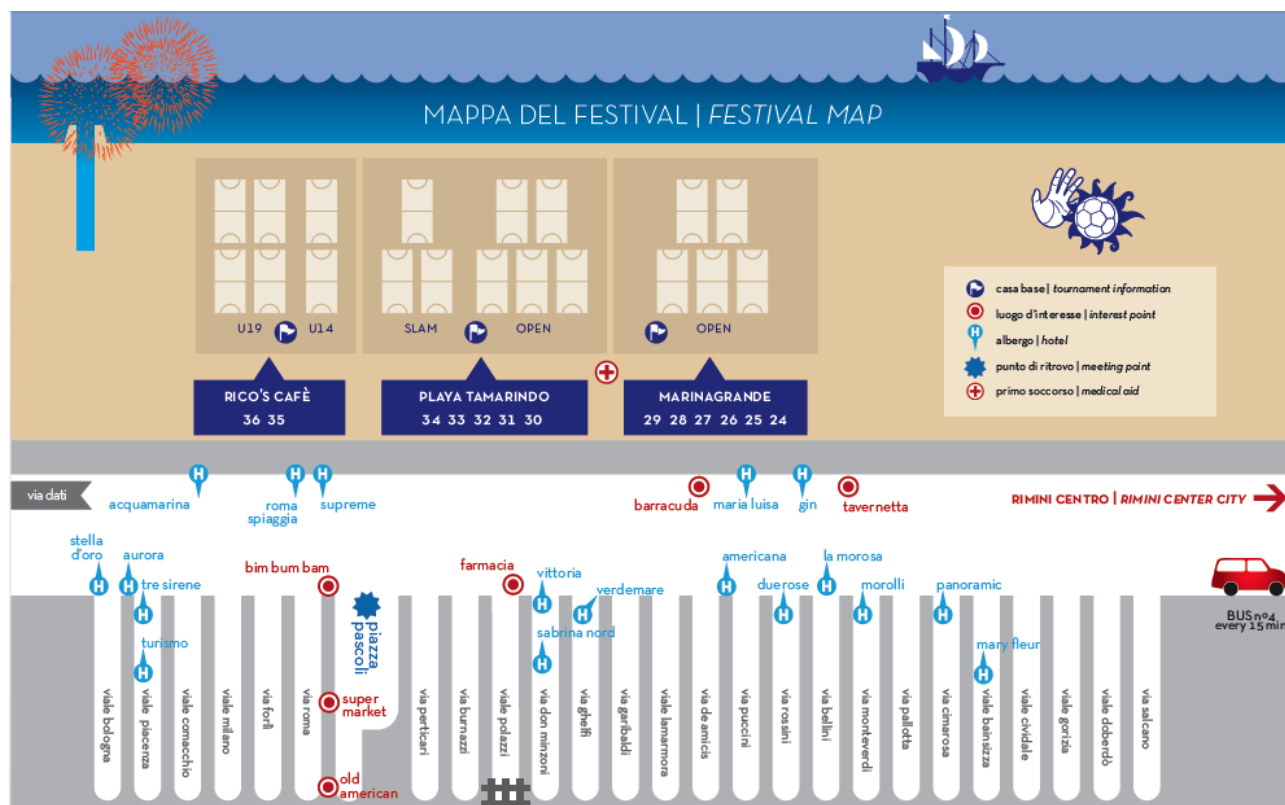 MAPPA DEL FESTIVAL | FESTIVAL MAP
U19
U14
SLAM
OPEN
OPEN
RICO'S CAFÈ
36 35
PLAYA TAMARINDO
34 33 32 31 30
MARINAGRANDE
29 28 27 26 25 24
casa base | tournament information
luogo d'interesse | interest point
H
albergo | hotel
punto di ritrovo | meeting point
primo soccorso | medical aid
via dati
H
acquamarina
H
roma
spiaggia
H
supreme
barracuda
H
maria luisa
H
gin
tavernetta
RIMINI CENTRO | RIMINI CENTER CITY
stella
d'oro
H
aurora
H
tre sirene
H
turismo
H
bim bum bam
piazza
pascoli
super
market
old
american
farmacia
vittoria
H
verdemare
H
sabrina nord
H
americana
H
due rose
H
la morosa
H
morolli
H
panoramic
H
mary fleur
H
BUS nº4
every 15 min
viale bologna
viale piacenza
viale comacchio
viale milano
via forlì
via roma
via perticari
via burnazzi
viale polazzi
via don minzoni
via ghelfi
via garibaldi
viale lamarmora
via de amicis
via puccini
via rossini
via bellini
via monteverdi
via pallotta
via cimarosa
viale bainsizza
viale cividale
viale gorizia
viale doberdò
via salcano